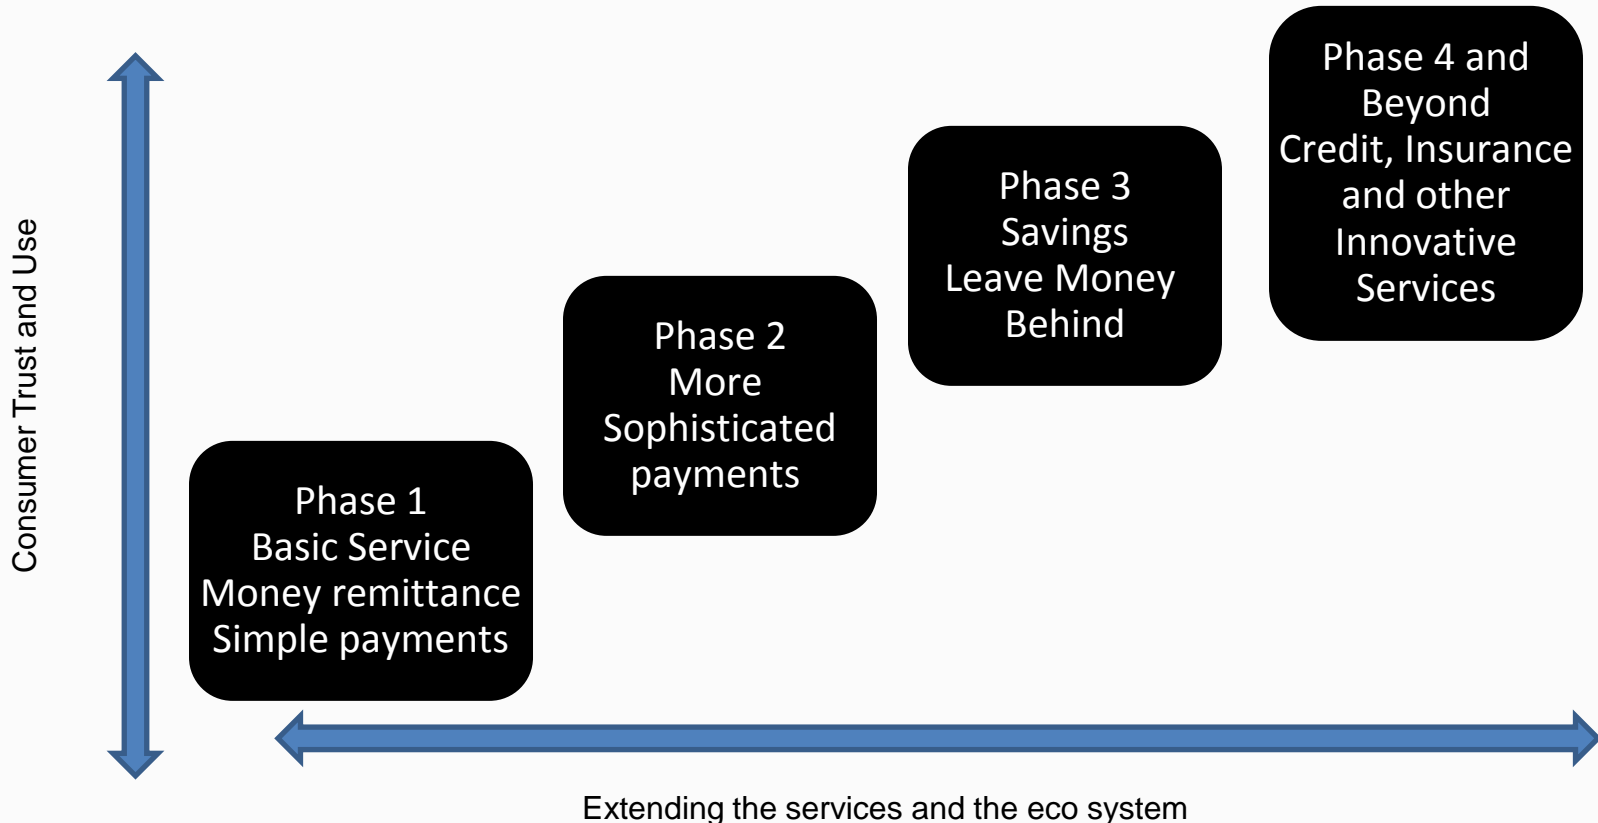 Consumer Trust and Use
Phase 1
Basic Service
Money remittance
Simple payments
Phase 2
More
Sophisticated
payments
Phase 3
Savings
Leave Money
Behind
Phase 4 and
Beyond
Credit, Insurance
and other
Innovative
Services
Extending the services and the eco system